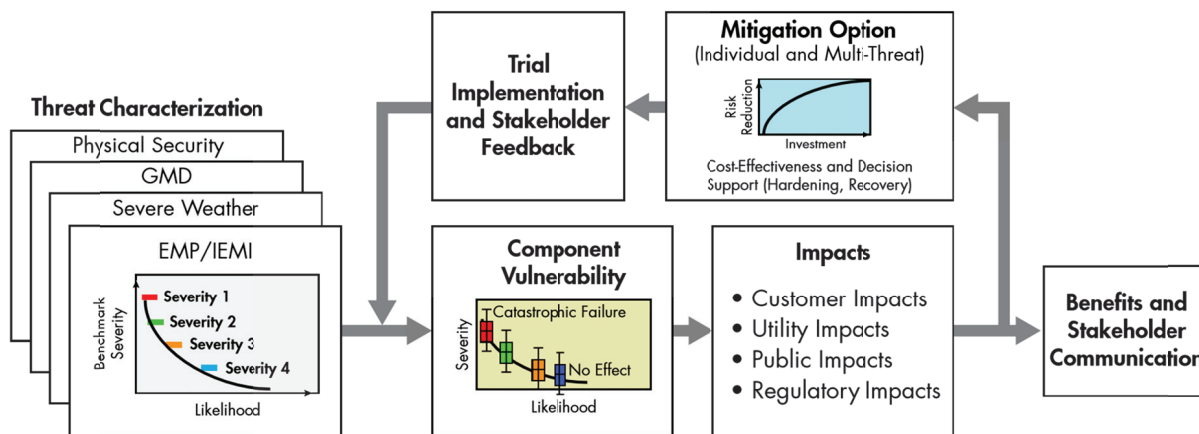 Threat Characterization
Physical Security
GMD
Severe Weather
EMP/IEMI
Benchmark
Severity
Severity 1
Severity 2
Severity 3
Severity 4
Likelihood
Trial
Implementation
and Stakeholder
Feedback
Mitigation Option
(Individual and Multi-Threat)
Risk
Reduction
Investment
Cost-Effectiveness and Decision
Support (Hardening, Recovery)
Component
Vulnerability
Catastrophic Failure
Severity
No Effect
Likelihood
Impacts
• Customer Impacts
• Utility Impacts
• Public Impacts
• Regulatory Impacts
Benefits and
Stakeholder
Communication